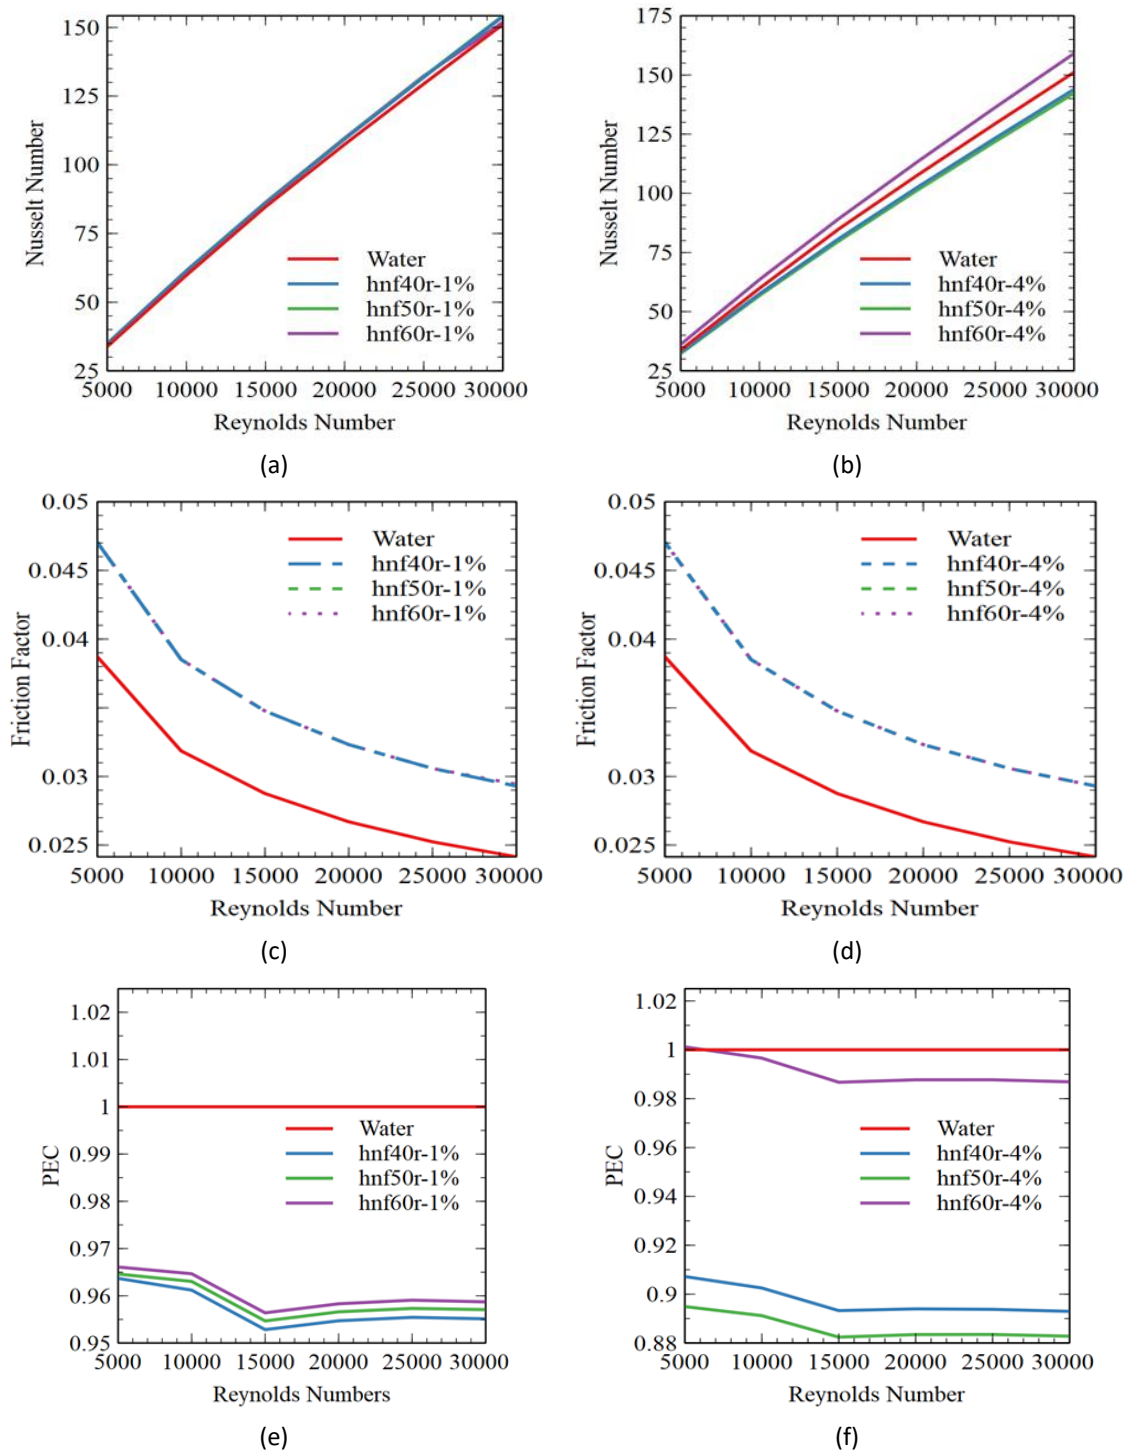 150
125
100
75
50
25
Nusselt Number
Water
hnf40r-1%
hnf50r-1%
hnf60r-1%
5000 10000 15000 20000 25000 30000
Reynolds Number
(a)
175
150
125
100
75
50
25
Nusselt Number
Water
hnf40r-4%
hnf50r-4%
hnf60r-4%
5000 10000 15000 20000 25000 30000
Reynolds Number
(b)
0.05
0.045
0.04
0.03
0.025
Friction Factor
Water
hnf40r-1%
hnf50r-1%
hnf60r-1%
5000 10000 15000 20000 25000 30000
Reynolds Number
(c)
0.05
0.045
0.04
0.03
0.025
Friction Factor
Water
hnf40r-4%
hnf50r-4%
hnf60r-4%
5000 10000 15000 20000 25000 30000
Reynolds Number
(d)
1.02
1.01
1
0.99
0.98
0.97
0.96
0.95
PEC
Water
hnf40r-1%
hnf50r-1%
hnf60r-1%
5000 10000 15000 20000 25000 30000
Reynolds Numbers
(e)
1.02
1
0.98
0.96
0.94
0.92
0.9
0.88
PEC
Water
hnf40r-4%
hnf50r-4%
hnf60r-4%
5000 10000 15000 20000 25000 30000
Reynolds Number
(f)